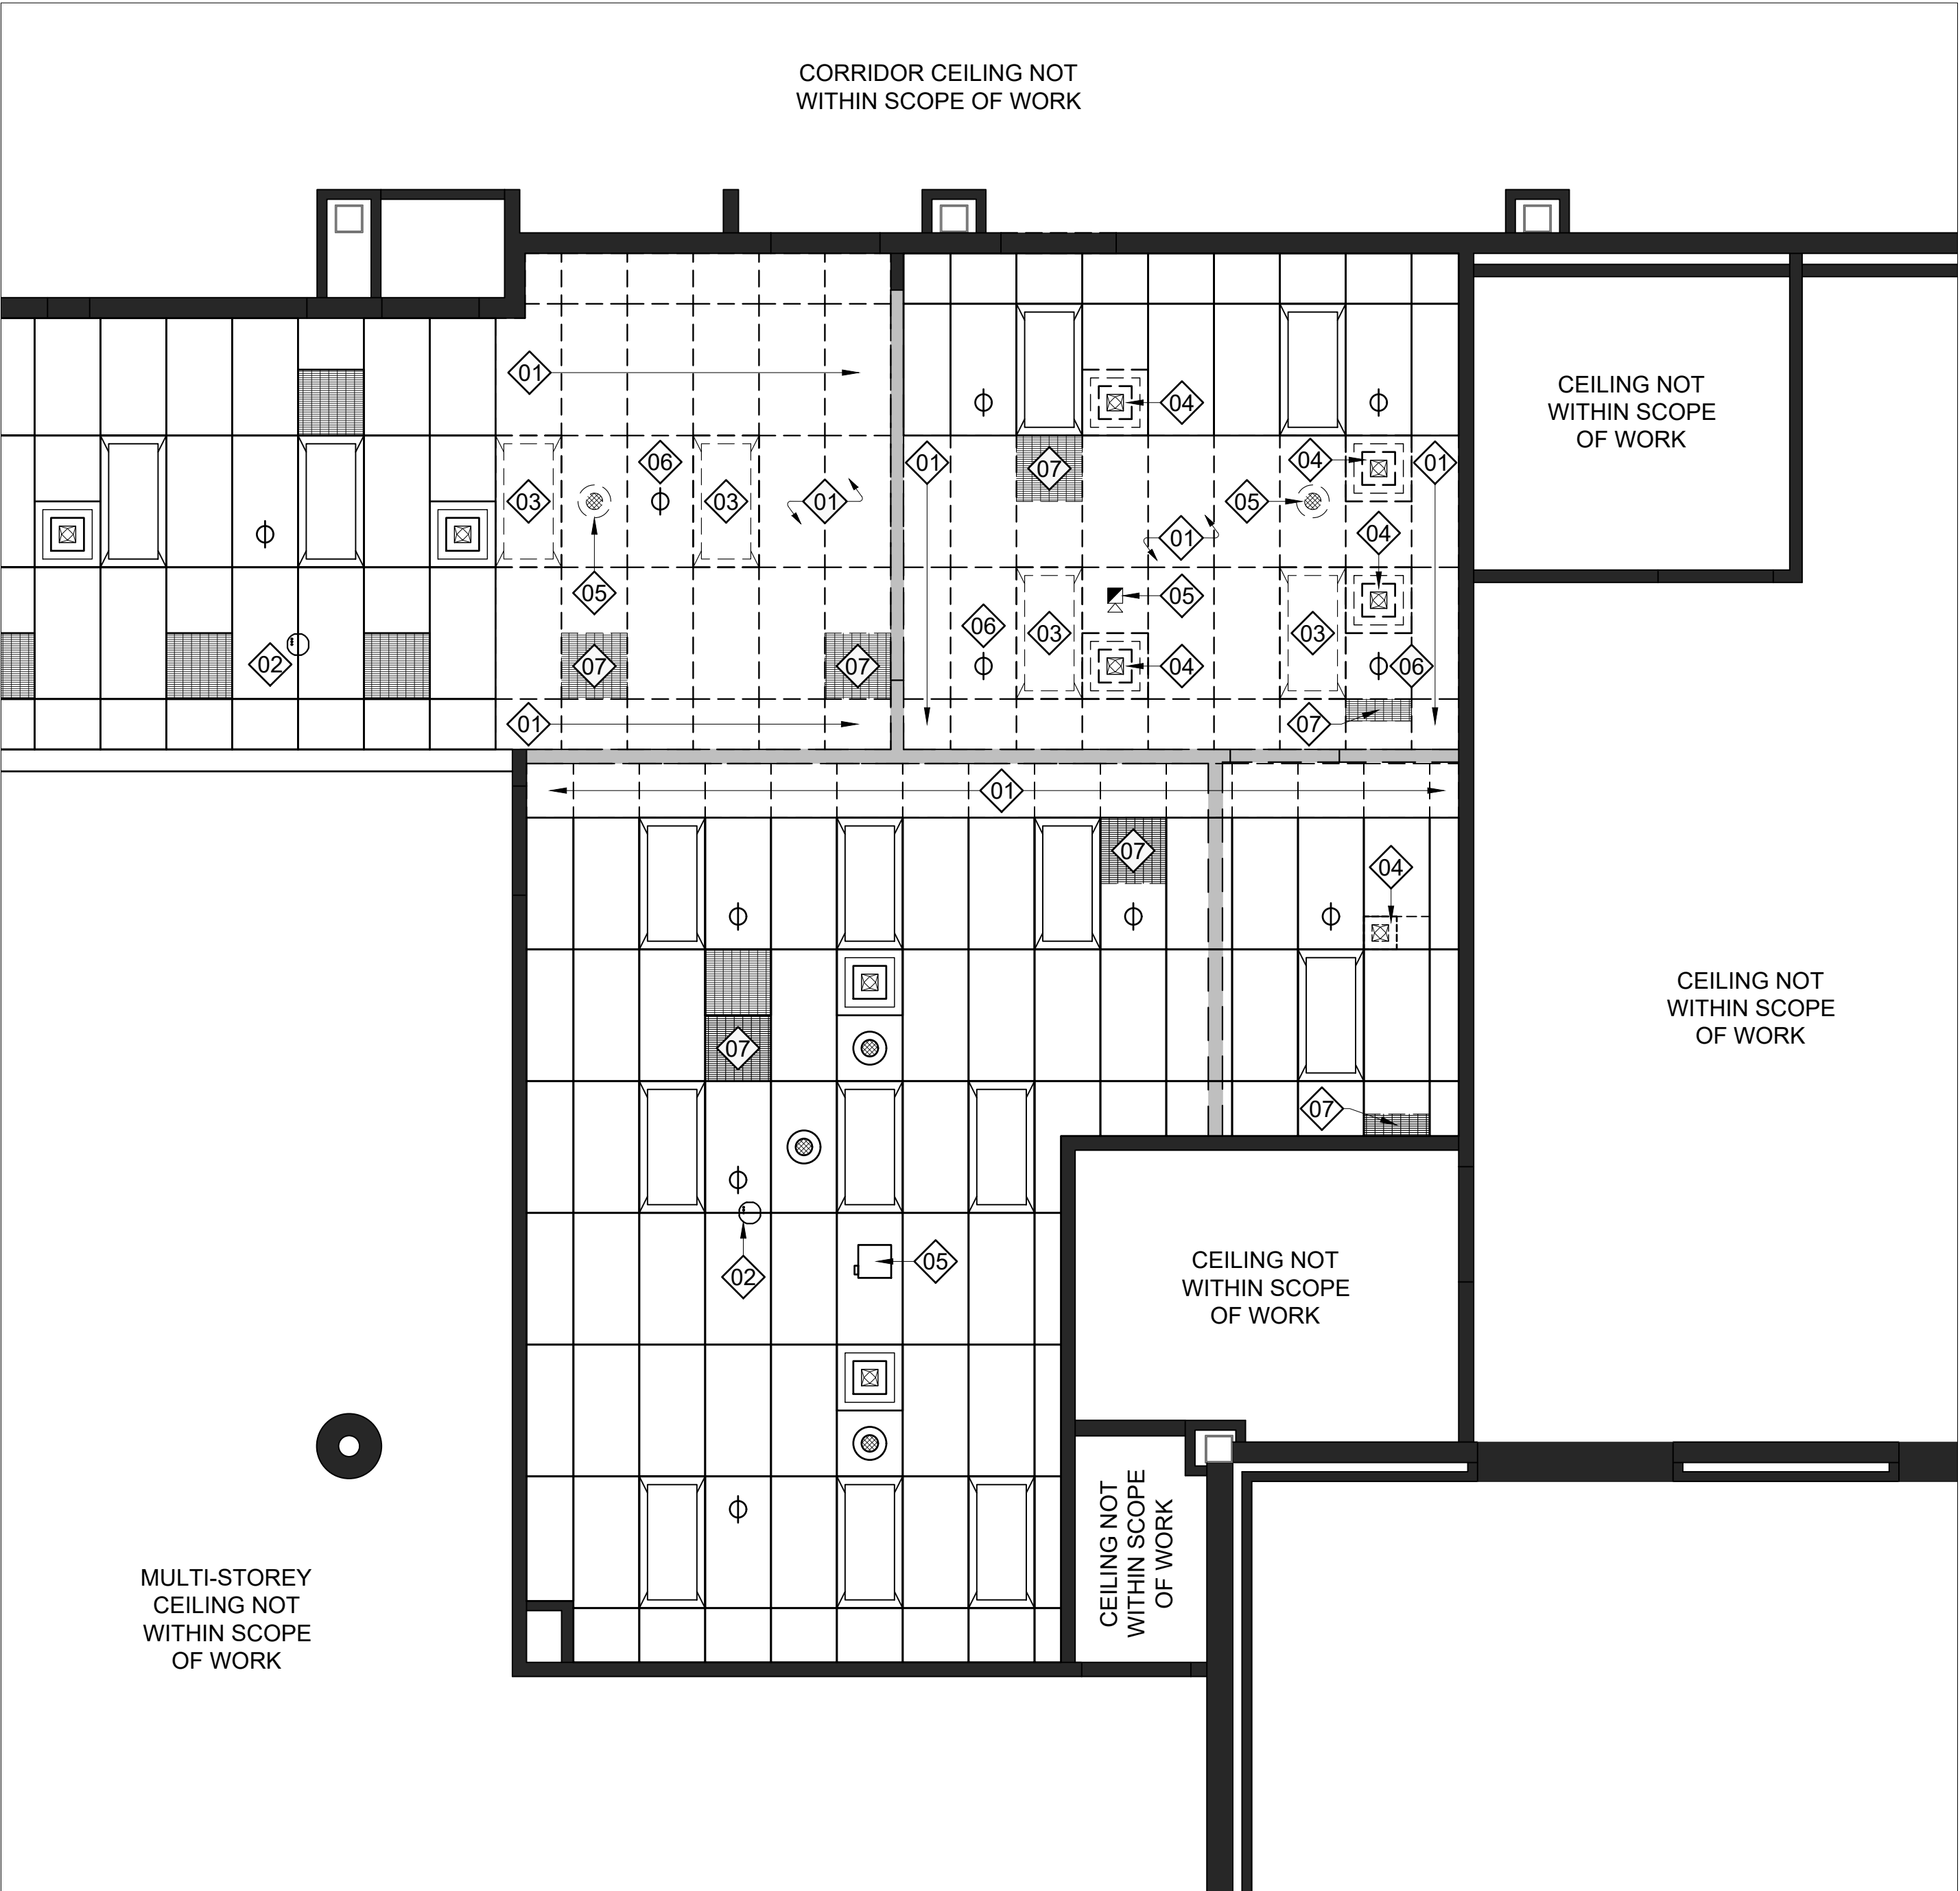 CORRIDOR CEILING NOT
WITHIN SCOPE OF WORK
01
04
CEILING NOT
WITHIN SCOPE
OF WORK
06
01
07
04
01
03
03
01
05
04
01
05
05
06
03
03
02
07
07
04
06
01
07
01
07
04
CEILING NOT
WITHIN SCOPE
OF WORK
07
07
02
05
CEILING NOT
WITHIN SCOPE
OF WORK
CEILING NOT
WITHIN SCOPE
OF WORK
MULTI-STOREY
CEILING NOT
WITHIN SCOPE
OF WORK